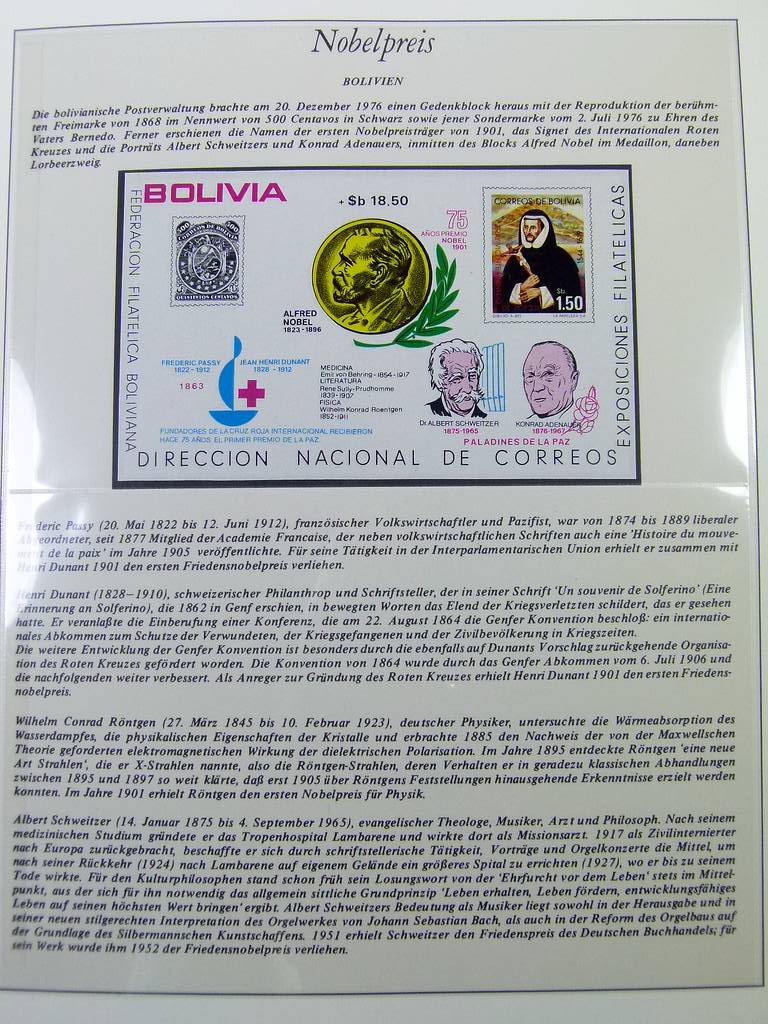 Nobelpreis
BOLIVIEN
Die bolivianische Postverwaltung brachte am 20. Dezember 1976 einen Gedenkblock heraus mit der Reproduktion der berühm-
ten Freimarke von 1868 im Nennwert von 500 Centavos in Schwarz sowie jener Sondermarke vom 2. Juli 1976 zu Ehren des
Vaters Bernedo. Ferner erschienen die Namen der ersten Nobelpreisträger von 1901, das Signet des Internationalen Roten
Kreuzes und die Porträts Albert Schweitzers und Konrad Adenauers, inmitten des Blocks Alfred Nobel im Medaillon, daneben
Lorbeerzweig.
BOLIVIA
+ $b 18,50
FEDERACION FILATELICA BOLIVIANA
EXPOSICIONES FILATELICAS
500 CORREOS DE BOLIVIA 500
QUINIENTOS CENTAVOS
75
AÑOS PREMIO
NOBEL
1901
CORREOS DE BOLIVIA
$b
1.50
ALFRED
NOBEL
1823-1896
FREDERIC PASSY
1822 - 1912
JEAN HENRI DUNANT
1828 - 1912
1863
MEDICINA
Emil von Behring -1854-1917
LITERATURA
Rene Sully-Prudhomme
1839-1907
FISICA
Wilhelm Konrad Roentgen
1852-1911
FUNDADORES DE LA CRUZ ROJA INTERNACIONAL RECIBIERON
HACE 75 AÑOS EL PRIMER PREMIO DE LA PAZ
Dr. ALBERT SCHWEITZER
1875-1965
KONRAD ADENAUER
1876-1967
PALADINES DE LA PAZ
DIRECCION NACIONAL DE CORREOS
Frederic Passy (20. Mai 1822 bis 12. Juni 1912), französischer Volkswirtschaftler und Pazifist, war von 1874 bis 1889 liberaler
Abgeordneter, seit 1877 Mitglied der Academie Francaise, der neben volkswirtschaftlichen Schriften auch eine 'Histoire du mouve-
ment de la paix' im Jahre 1905 veröffentlichte. Für seine Tätigkeit in der Interparlamentarischen Union erhielt er zusammen mit
Henri Dunant 1901 den ersten Friedensnobelpreis verliehen.
Henri Dunant (1828-1910), schweizerischer Philanthrop und Schriftsteller, der in seiner Schrift 'Un souvenir de Solferino' (Eine
Erinnerung an Solferino), die 1862 in Genf erschien, in bewegten Worten das Elend der Kriegsverletzten schildert, das er gesehen
hatte. Er veranlaßte die Einberufung einer Konferenz, die am 22. August 1864 die Genfer Konvention beschloß: ein internatio-
nales Abkommen zum Schutze der Verwundeten, der Kriegsgefangenen und der Zivilbevölkerung in Kriegszeiten.
Die weitere Entwicklung der Genfer Konvention ist besonders durch die ebenfalls auf Dunants Vorschlag zurückgehende Organisa-
tion des Roten Kreuzes gefördert worden. Die Konvention von 1864 wurde durch das Genfer Abkommen vom 6. Juli 1906 und
die nachfolgenden weiter verbessert. Als Anreger zur Gründung des Roten Kreuzes erhielt Henri Dunant 1901 den ersten Friedens-
nobelpreis.
Wilhelm Conrad Röntgen (27. März 1845 bis 10. Februar 1923), deutscher Physiker, untersuchte die Wärmeabsorption des
Wasserdampfes, die physikalischen Eigenschaften der Kristalle und erbrachte 1885 den Nachweis der von der Maxwellschen
Theorie geforderten elektromagnetischen Wirkung der dielektrischen Polarisation. Im Jahre 1895 entdeckte Röntgen 'eine neue
Art Strahlen', die er X-Strahlen nannte, also die Röntgen-Strahlen, deren Verhalten er in geradezu klassischen Abhandlungen
zwischen 1895 und 1897 so weit klärte, daß erst 1905 über Röntgens Feststellungen hinausgehende Erkenntnisse erzielt werden
konnten. Im Jahre 1901 erhielt Röntgen den ersten Nobelpreis für Physik.
Albert Schweitzer (14. Januar 1875 bis 4. September 1965), evangelischer Theologe, Musiker, Arzt und Philosoph. Nach seinem
medizinischen Studium gründete er das Tropenhospital Lambarene und wirkte dort als Missionsarzt. 1917 als Zivilinternierter
nach Europa zurückgebracht, beschaffte er sich durch schriftstellerische Tätigkeit, Vorträge und Orgelkonzerte die Mittel, um
nach seiner Rückkehr (1924) nach Lambarene auf eigenem Gelände ein größeres Spital zu errichten (1927), wo er bis zu seinem
Tode wirkte. Für den Kulturphilosophen stand schon früh sein Losungswort von der 'Ehrfurcht vor dem Leben' stets im Mittel-
punkt, aus der sich für ihn notwendig das allgemein sittliche Grundprinzip 'Leben erhalten, Leben fördern, entwicklungsfähiges
Leben auf seinen höchsten Wert bringen' ergibt. Albert Schweitzers Bedeutung als Musiker liegt sowohl in der Herausgabe und in
seiner neuen stilgerechten Interpretation des Orgelwerkes von Johann Sebastian Bach, als auch in der Reform des Orgelbaus auf
der Grundlage des Silbermannschen Kunstschaffens. 1951 erhielt Schweitzer den Friedenspreis des Deutschen Buchhandels; für
sein Werk wurde ihm 1952 der Friedensnobelpreis verliehen.